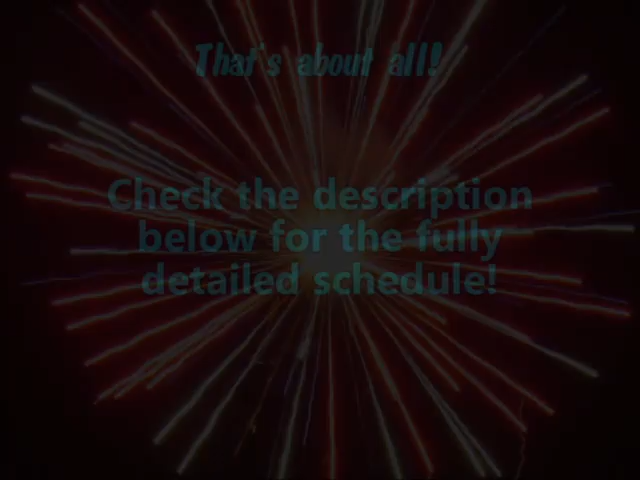 That's about all!
Check the description
below for the fully
detailed schedule!